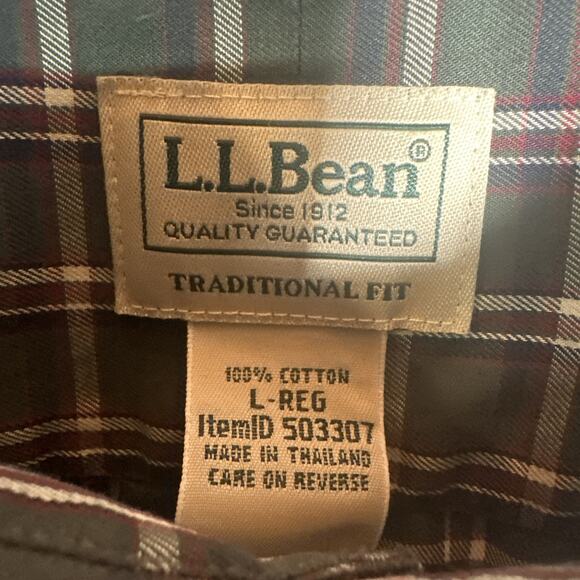 L.L.Bean®
Since 1912
QUALITY GUARANTEED
TRADITIONAL FIT
100% COTTON
L-REG
ItemID 503307
MADE IN THAILAND
CARE ON REVERSE